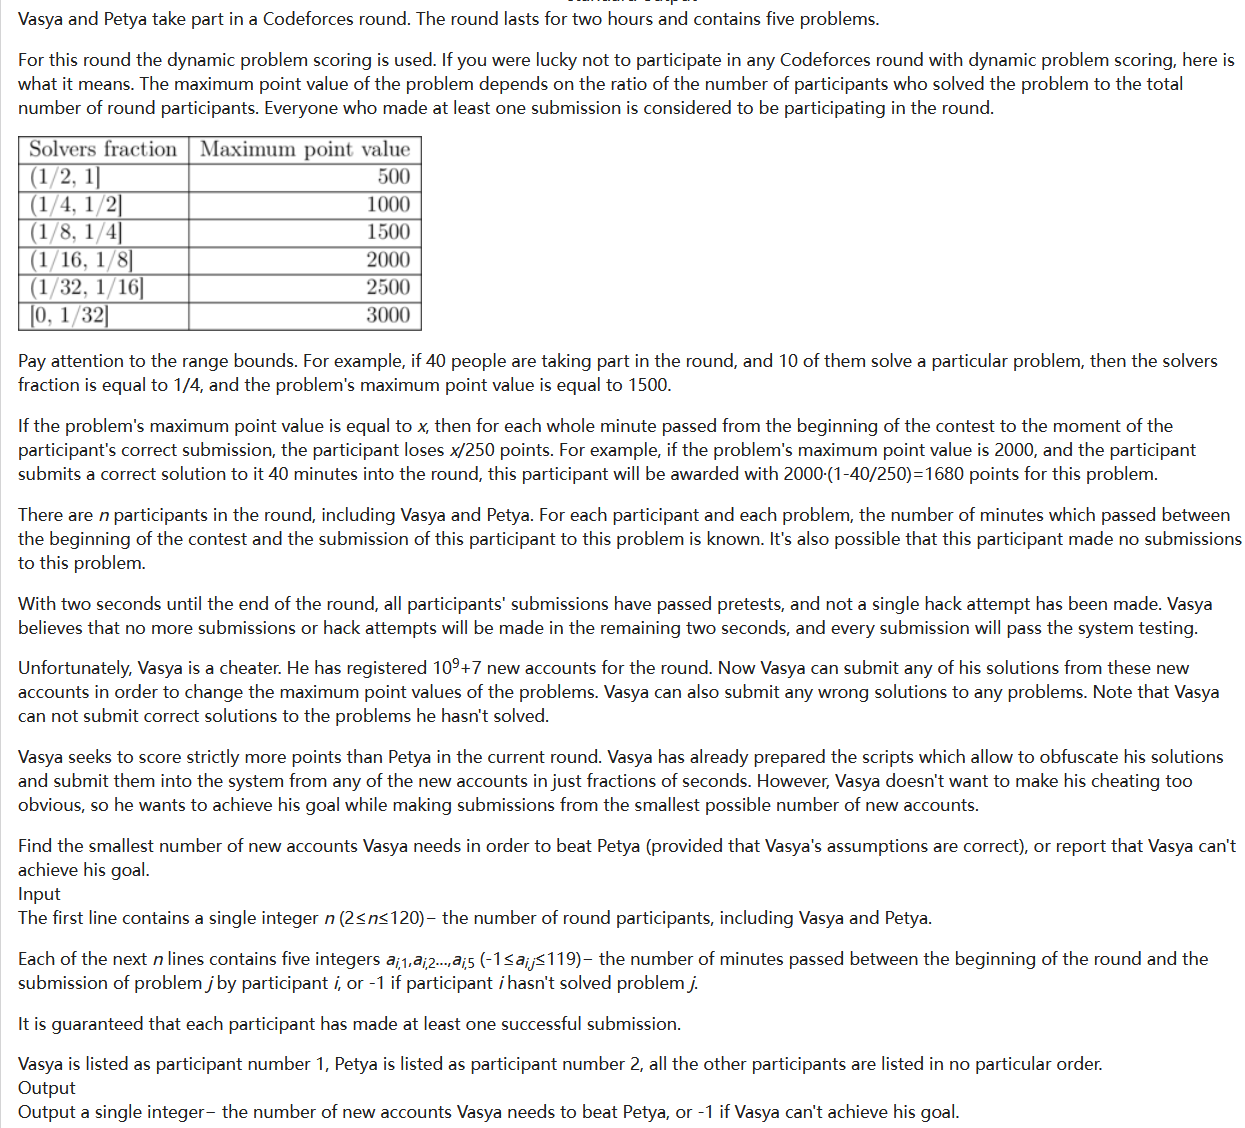 Vasya and Petya take part in a Codeforces round. The round lasts for two hours and contains five problems.
For this round the dynamic problem scoring is used. If you were lucky not to participate in any Codeforces round with dynamic problem scoring, here is
what it means. The maximum point value of the problem depends on the ratio of the number of participants who solved the problem to the total
number of round participants. Everyone who made at least one submission is considered to be participating in the round.
Solvers fraction Maximum point value
(1/2, 1] 500
(1/4, 1/2] 1000
(1/8, 1/4] 1500
(1/16, 1/8] 2000
(1/32, 1/16] 2500
[0, 1/32] 3000
Pay attention to the range bounds. For example, if 40 people are taking part in the round, and 10 of them solve a particular problem, then the solvers
fraction is equal to 1/4, and the problem's maximum point value is equal to 1500.
If the problem's maximum point value is equal to x, then for each whole minute passed from the beginning of the contest to the moment of the
participant's correct submission, the participant loses x/250 points. For example, if the problem's maximum point value is 2000, and the participant
submits a correct solution to it 40 minutes into the round, this participant will be awarded with 2000·(1-40/250)=1680 points for this problem.
There are n participants in the round, including Vasya and Petya. For each participant and each problem, the number of minutes which passed between
the beginning of the contest and the submission of this participant to this problem is known. It's also possible that this participant made no submissions
to this problem.
With two seconds until the end of the round, all participants' submissions have passed pretests, and not a single hack attempt has been made. Vasya
believes that no more submissions or hack attempts will be made in the remaining two seconds, and every submission will pass the system testing.
Unfortunately, Vasya is a cheater. He has registered 10⁹+7 new accounts for the round. Now Vasya can submit any of his solutions from these new
accounts in order to change the maximum point values of the problems. Vasya can also submit any wrong solutions to any problems. Note that Vasya
can not submit correct solutions to the problems he hasn't solved.
Vasya seeks to score strictly more points than Petya in the current round. Vasya has already prepared the scripts which allow to obfuscate his solutions
and submit them into the system from any of the new accounts in just fractions of seconds. However, Vasya doesn't want to make his cheating too
obvious, so he wants to achieve his goal while making submissions from the smallest possible number of new accounts.
Find the smallest number of new accounts Vasya needs in order to beat Petya (provided that Vasya's assumptions are correct), or report that Vasya can't
achieve his goal.
Input
The first line contains a single integer n (2≤n≤120)– the number of round participants, including Vasya and Petya.
Each of the next n lines contains five integers aᵢ,₁,aᵢ,₂...,aᵢ,₅ (-1≤aᵢ,ⱼ≤119)– the number of minutes passed between the beginning of the round and the
submission of problem j by participant i, or -1 if participant i hasn't solved problem j.
It is guaranteed that each participant has made at least one successful submission.
Vasya is listed as participant number 1, Petya is listed as participant number 2, all the other participants are listed in no particular order.
Output
Output a single integer– the number of new accounts Vasya needs to beat Petya, or -1 if Vasya can't achieve his goal.